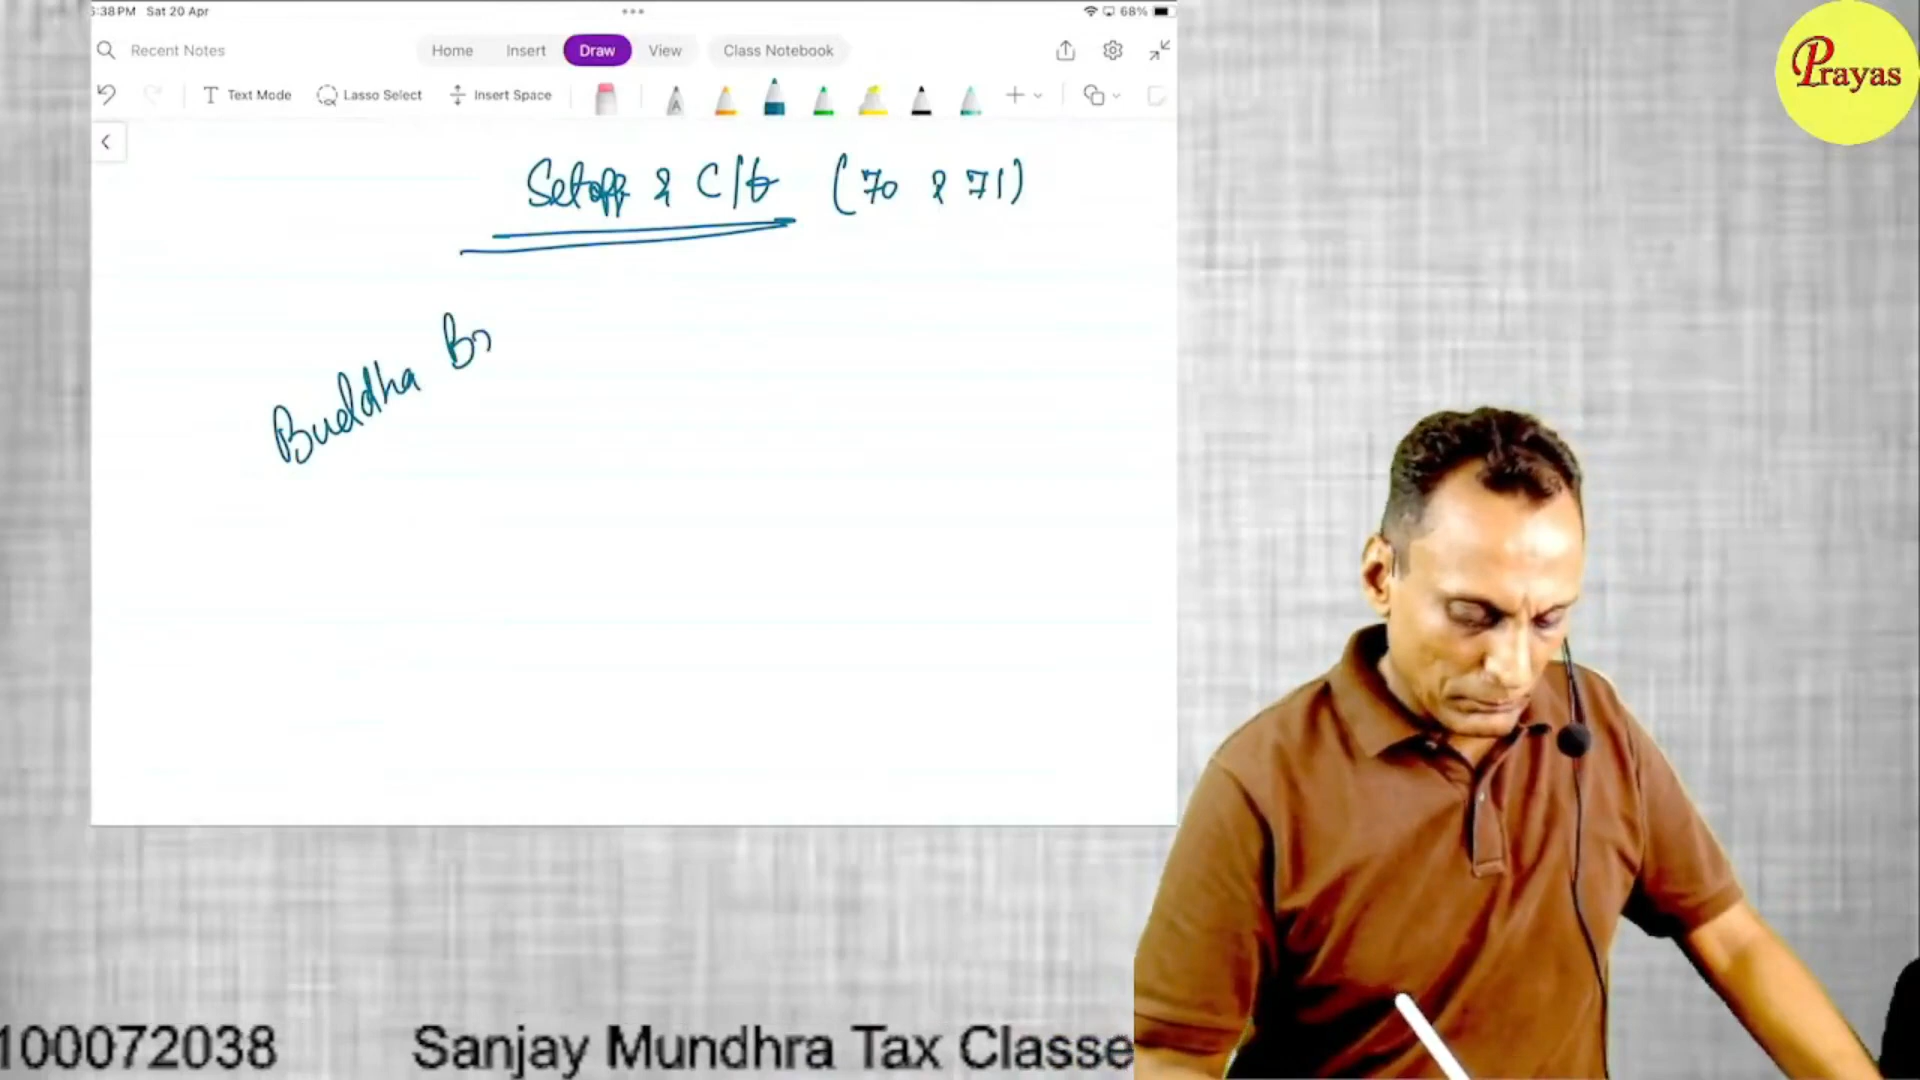 :38 PM Sat 20 Apr
68%
Recent Notes
Home Insert Draw View Class Notebook
Text Mode Lasso Select Insert Space
Prayas
Setoff & C/f (70 & 71)
Buddha
100072038 Sanjay Mundhra Tax Classe